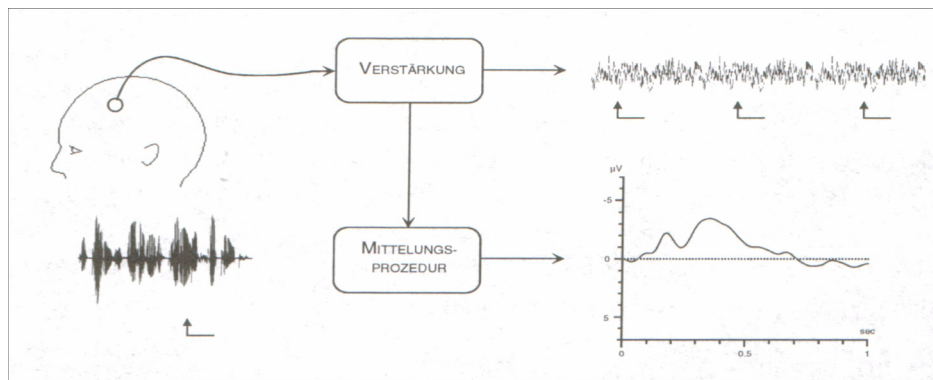 VERSTÄRKUNG
MITTELUNGS-
PROZEDUR
µV
-5
0
5
0
0.5
1
sec